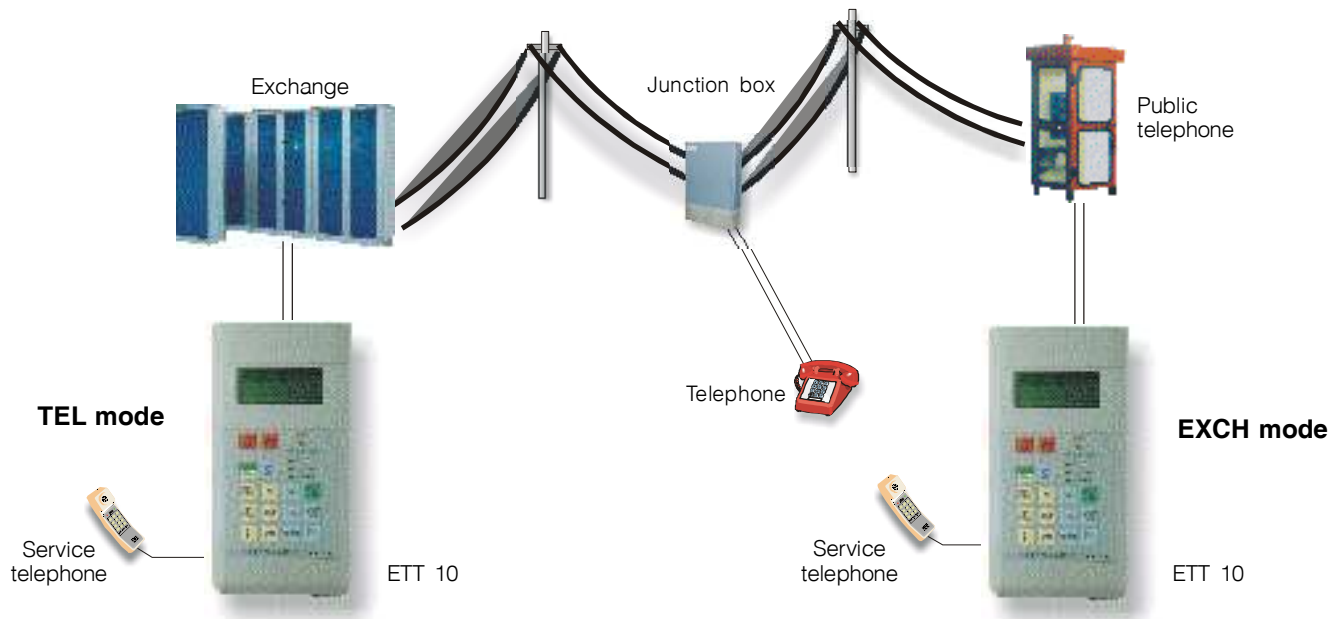 Exchange
Junction box
Public
telephone
Telephone
TEL mode
EXCH mode
Service
telephone
ETT 10
Service
telephone
ETT 10